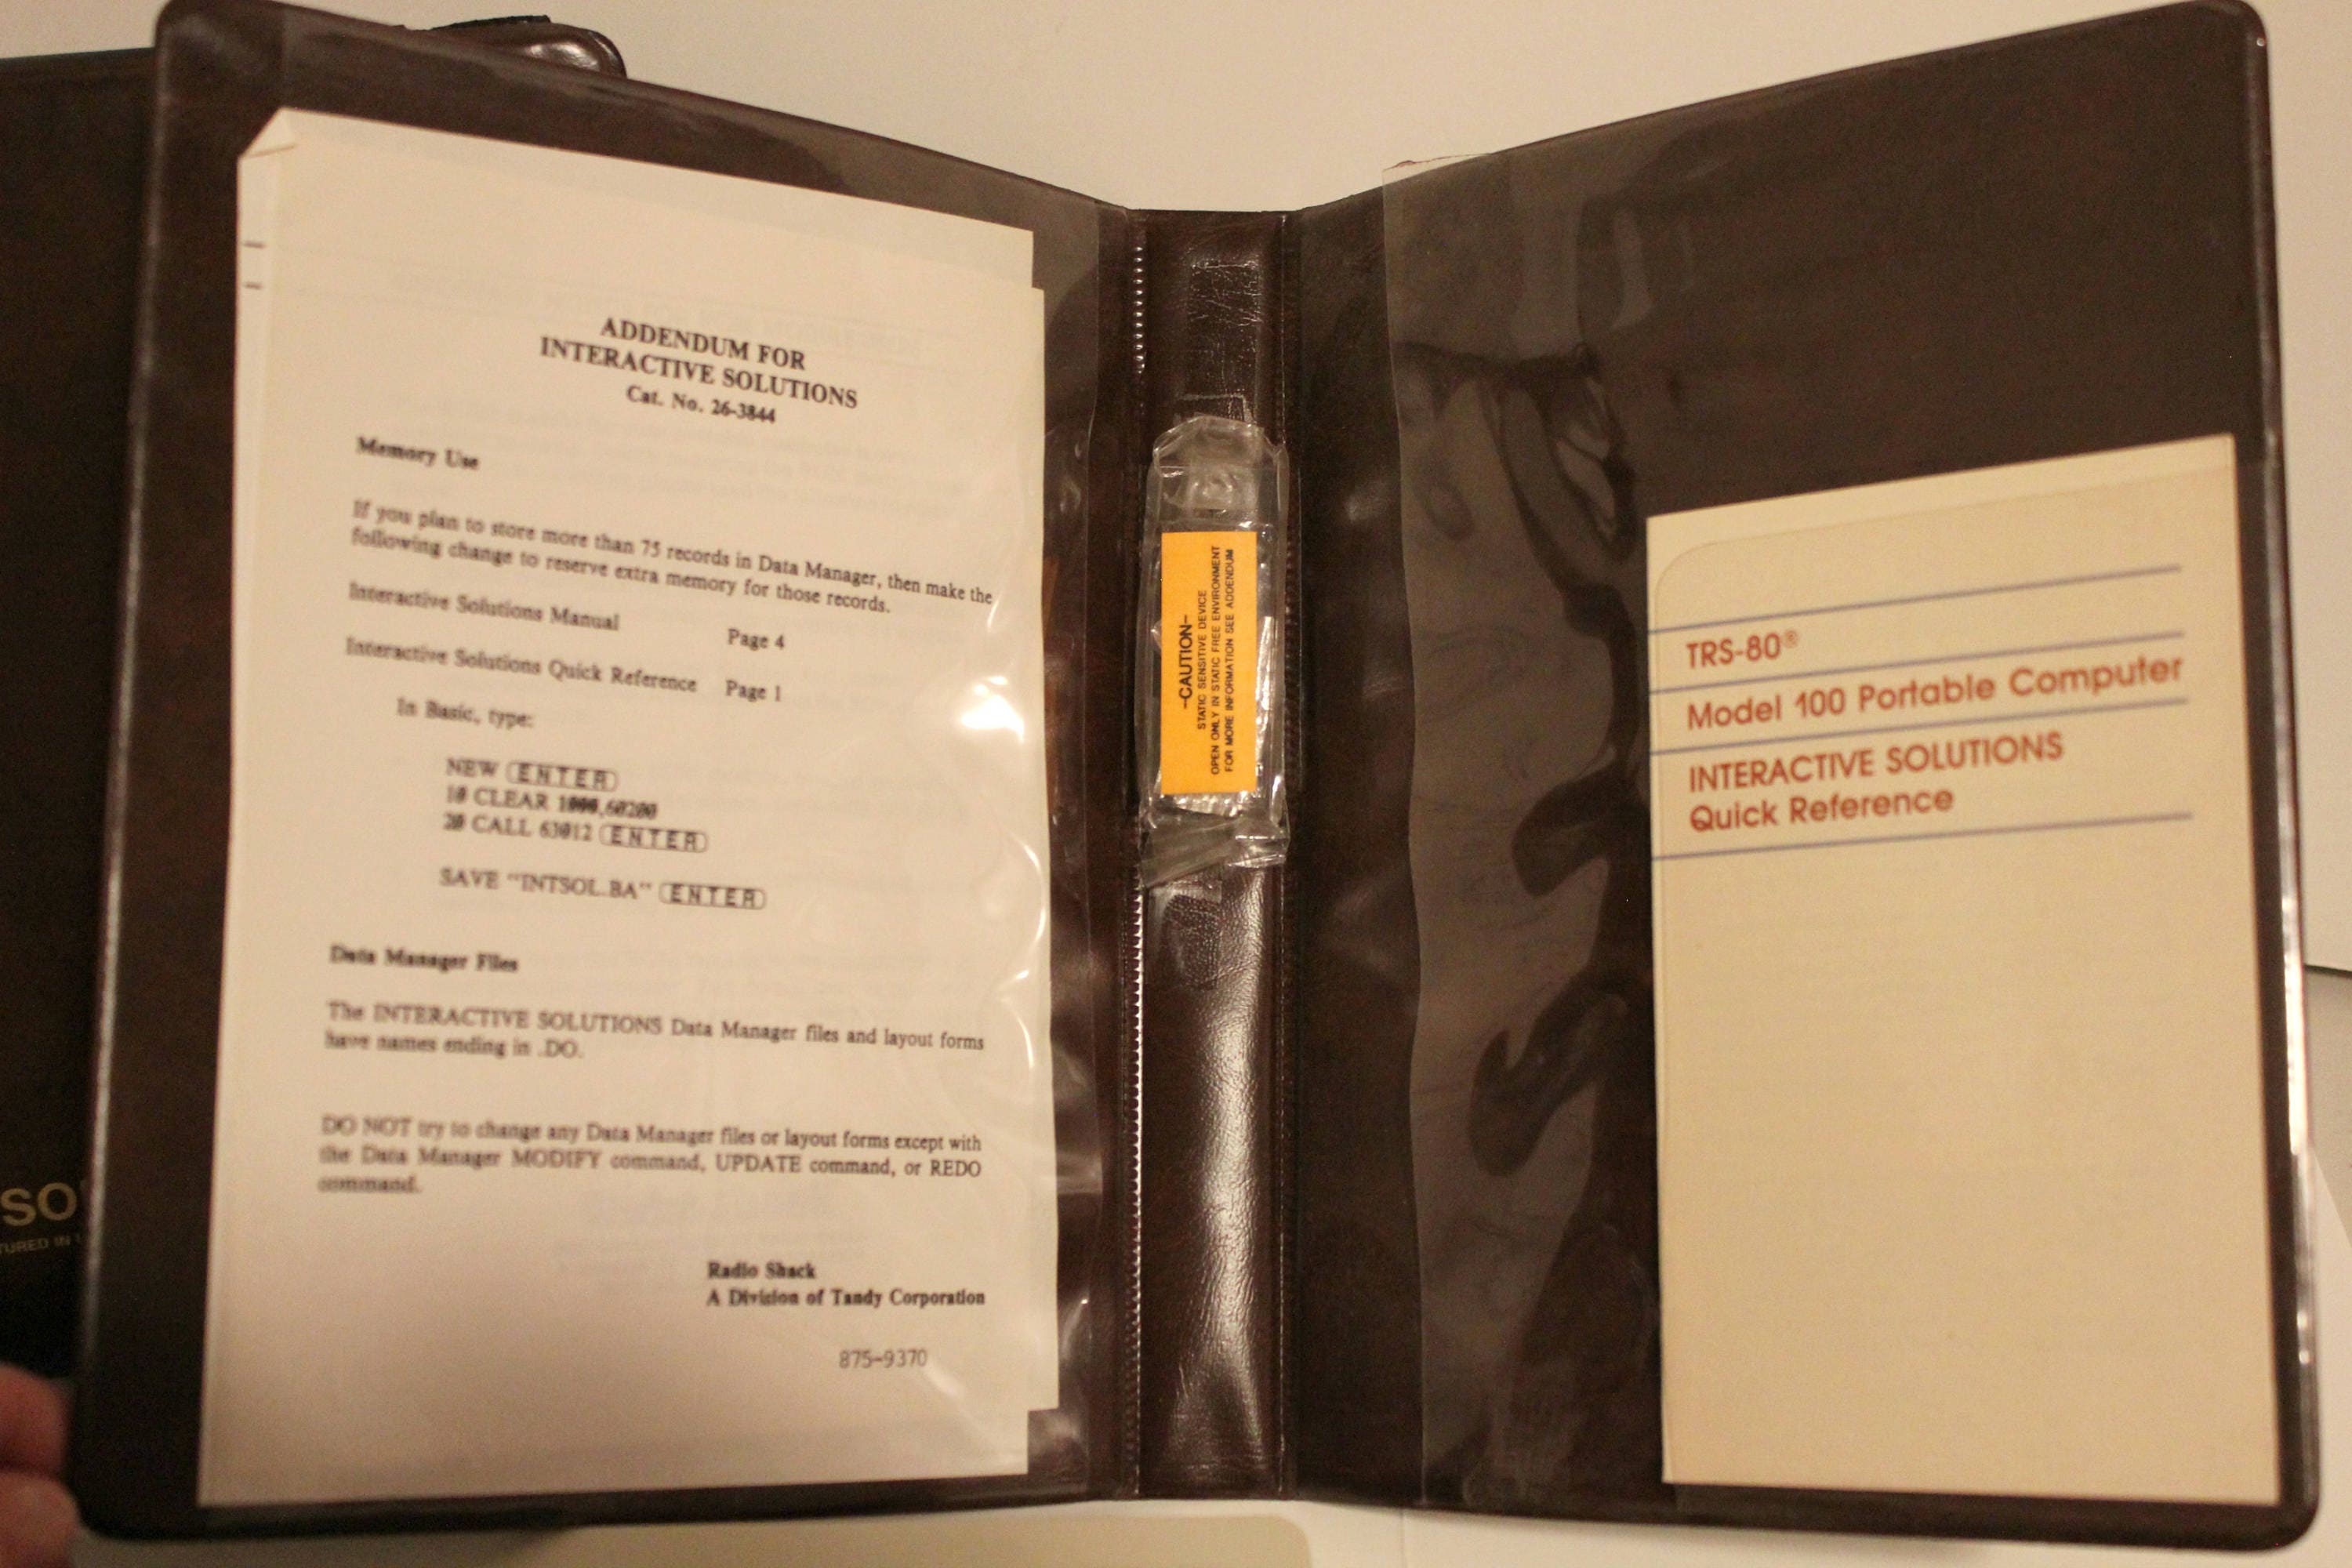 ADDENDUM FOR
INTERACTIVE SOLUTIONS
Cat. No. 26-3844
Memory Use
If you plan to store more than 75 records in Data Manager, then make the
following change to reserve extra memory for those records.
Interactive Solutions Manual Page 4
Interactive Solutions Quick Reference Page 1
In Basic, type:
NEW ENTER
10 CLEAR 1000,60200
20 CALL 63012 ENTER
SAVE "INTSOL.BA" ENTER
Data Manager Files
The INTERACTIVE SOLUTIONS Data Manager files and layout forms
have names ending in .DO.
DO NOT try to change any Data Manager files or layout forms except with
the Data Manager MODIFY command, UPDATE command, or REDO
command.
Radio Shack
A Division of Tandy Corporation
875-9370
-CAUTION-
STATIC SENSITIVE DEVICE
OPEN ONLY IN STATIC FREE ENVIRONMENT
FOR MORE INFORMATION SEE ADDENDUM
TRS-80®
Model 100 Portable Computer
INTERACTIVE SOLUTIONS
Quick Reference
SO
TURED IN